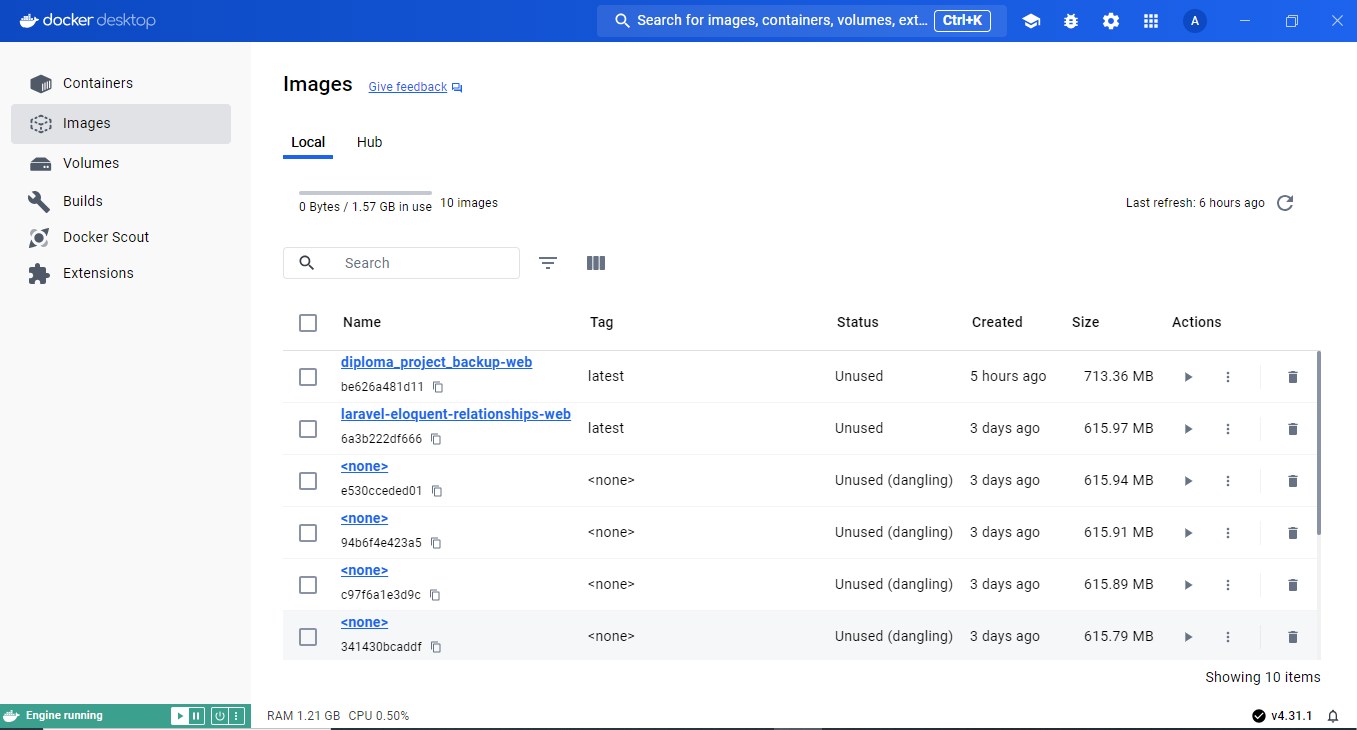 docker desktop
Search for images, containers, volumes, ext... Ctrl+K
A
Containers
Images
Volumes
Builds
Docker Scout
Extensions
Images Give feedback
Local Hub
0 Bytes / 1.57 GB in use 10 images
Last refresh: 6 hours ago
Search
Name Tag Status Created Size Actions
diploma_project_backup-web
be626a481d11
latest Unused 5 hours ago 713.36 MB
laravel-eloquent-relationships-web
6a3b222df666
latest Unused 3 days ago 615.97 MB
<none>
e530cceded01
<none> Unused (dangling) 3 days ago 615.94 MB
<none>
94b6f4e423a5
<none> Unused (dangling) 3 days ago 615.91 MB
<none>
c97f6a1e3d9c
<none> Unused (dangling) 3 days ago 615.89 MB
<none>
341430bcaddf
<none> Unused (dangling) 3 days ago 615.79 MB
Showing 10 items
Engine running
RAM 1.21 GB CPU 0.50%
v4.31.1